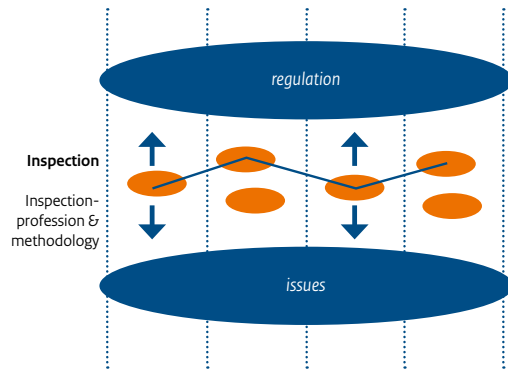 regulation
Inspection
Inspection-
profession &
methodology
issues